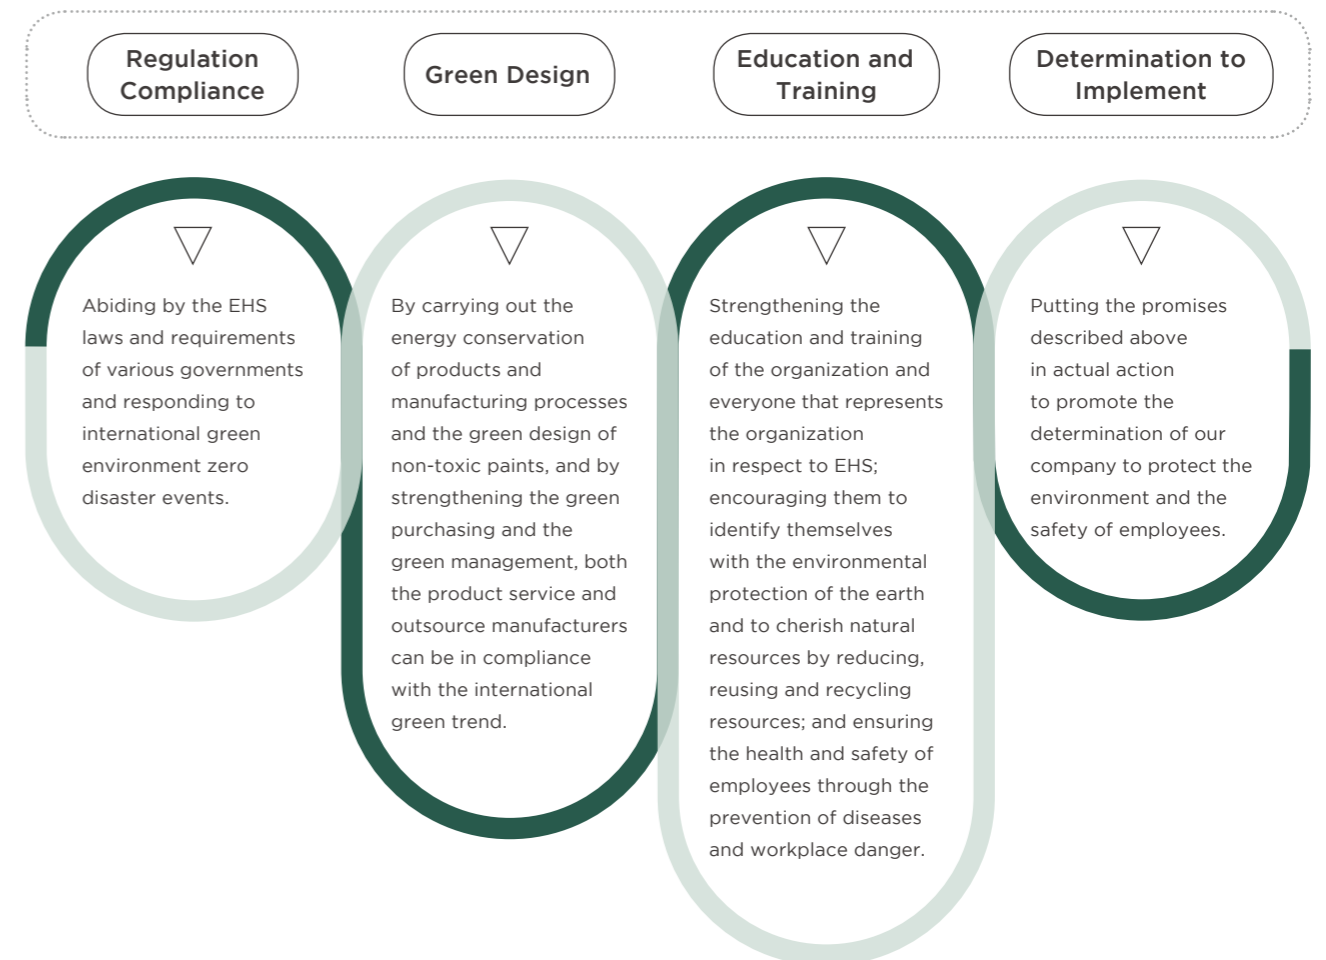 Regulation
Compliance
Green Design
Education and
Training
Determination to
Implement
Abiding by the EHS
laws and requirements
of various governments
and responding to
international green
environment zero
disaster events.
By carrying out the
energy conservation
of products and
manufacturing processes
and the green design of
non-toxic paints, and by
strengthening the green
purchasing and the
green management, both
the product service and
outsource manufacturers
can be in compliance
with the international
green trend.
Strengthening the
education and training
of the organization and
everyone that represents
the organization
in respect to EHS;
encouraging them to
identify themselves
with the environmental
protection of the earth
and to cherish natural
resources by reducing,
reusing and recycling
resources; and ensuring
the health and safety of
employees through the
prevention of diseases
and workplace danger.
Putting the promises
described above
in actual action
to promote the
determination of our
company to protect the
environment and the
safety of employees.